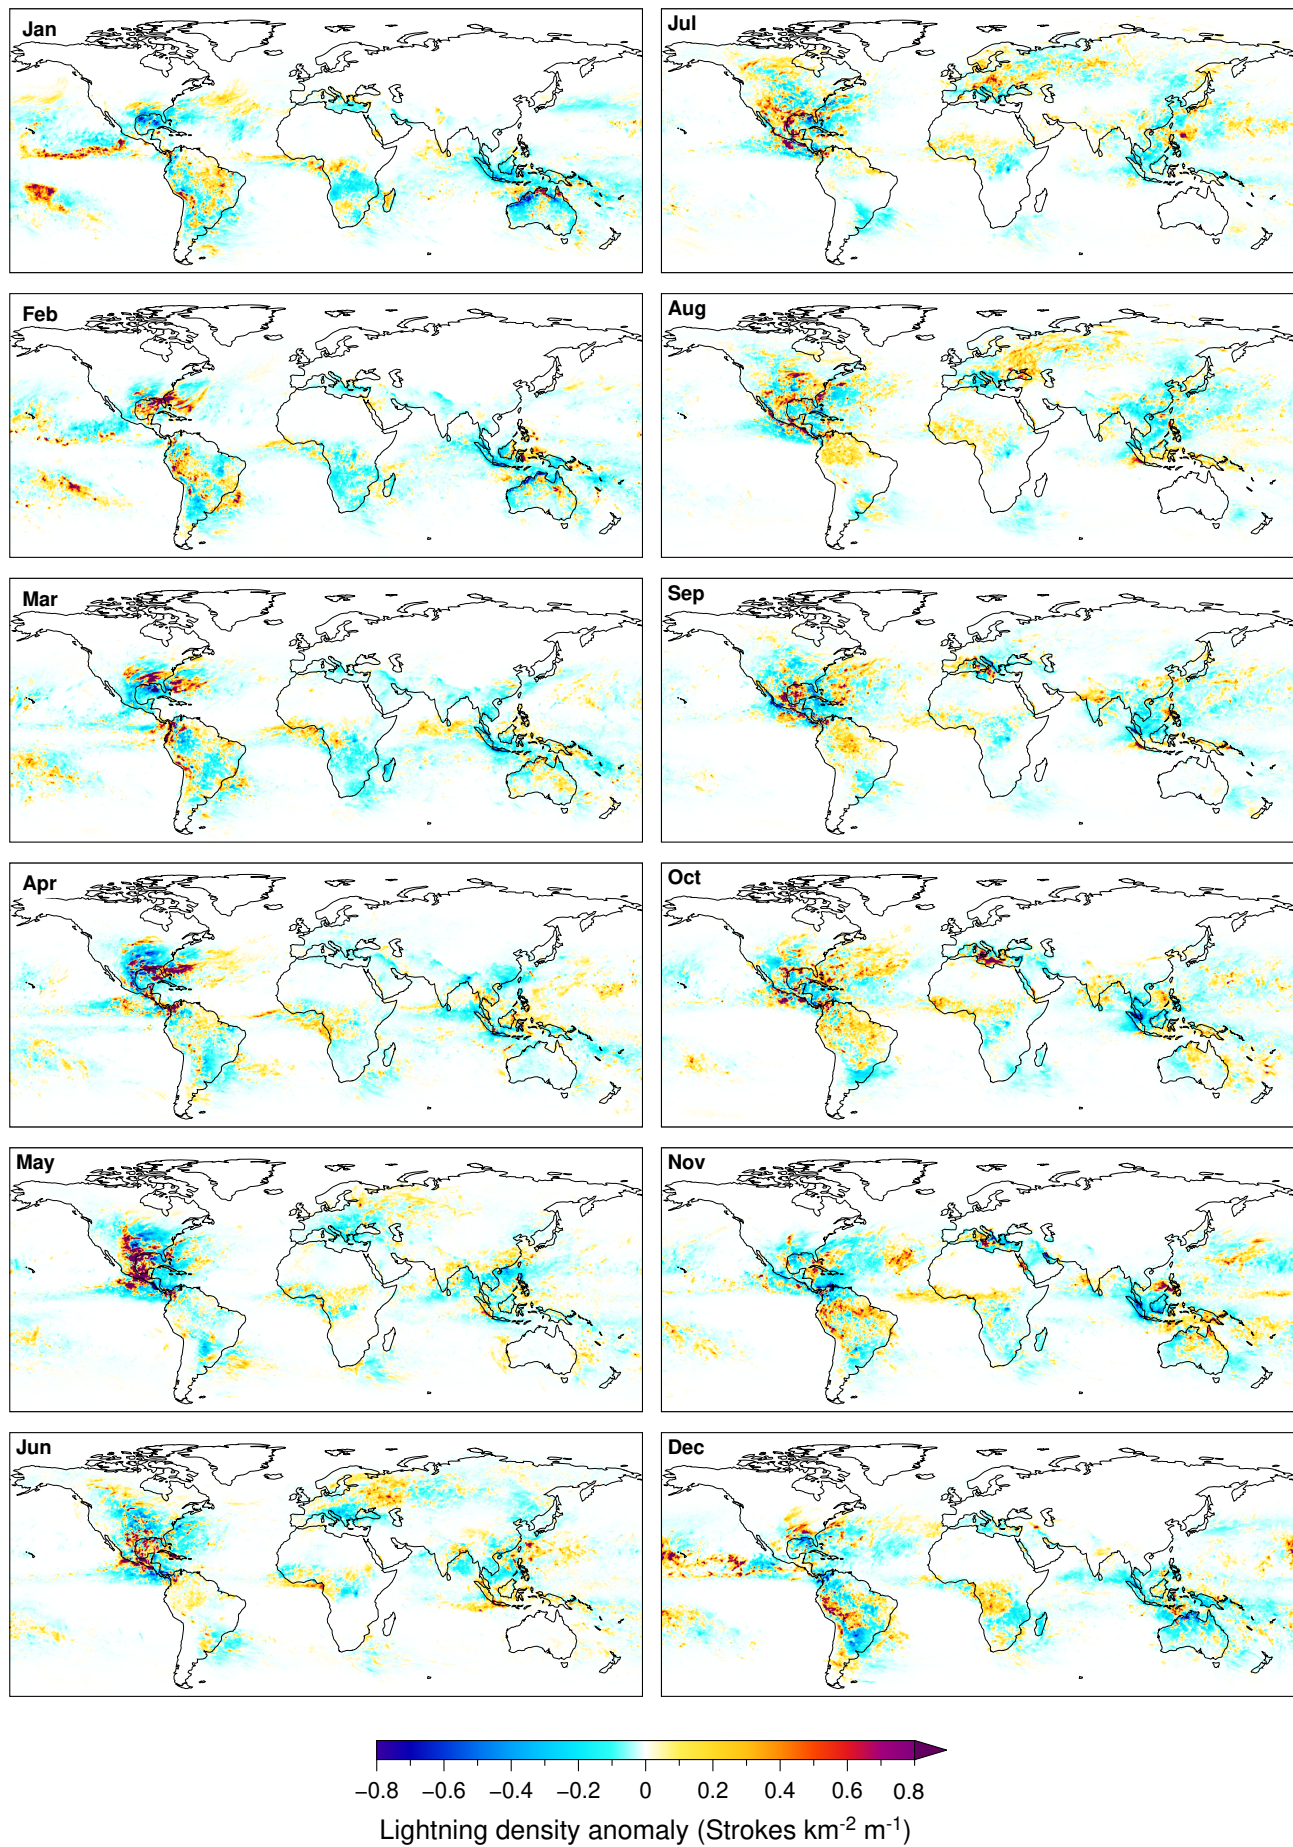 Jan
Jul
Feb
Aug
Mar
Sep
Apr
Oct
May
Nov
Jun
Dec
−0.8 −0.6 −0.4 −0.2 0 0.2 0.4 0.6 0.8
Lightning density anomaly (Strokes km⁻² m⁻¹)